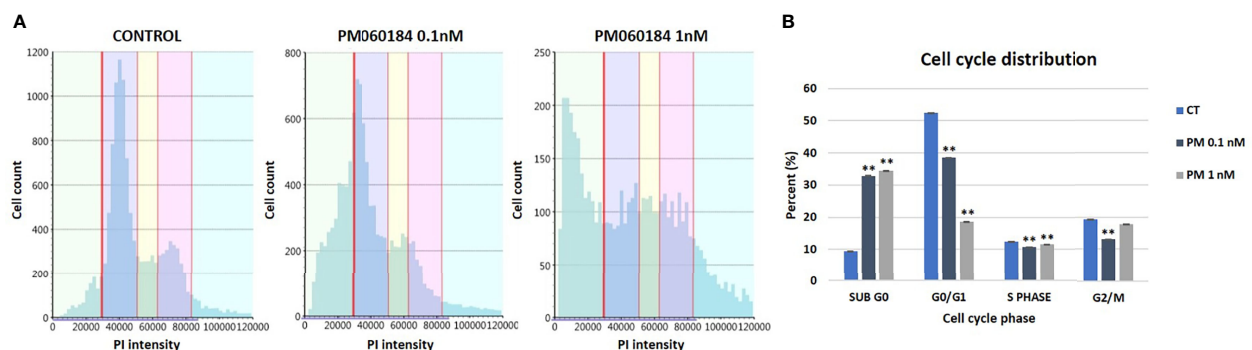 A
CONTROL
1200
1000
800
600
400
200
0
Cell count
0 20000 40000 60000 80000 100000 120000
PI intensity
PM060184 0.1nM
800
600
400
200
0
Cell count
0 20000 40000 60000 80000 100000 120000
PI intensity
PM060184 1nM
250
200
150
100
50
0
Cell count
0 20000 40000 60000 80000 100000 120000
PI intensity
B
Cell cycle distribution
60
50
40
30
20
10
0
Percent (%)
** **
**
**
** **
**
SUB G0 G0/G1 S PHASE G2/M
Cell cycle phase
CT
PM 0.1 nM
PM 1 nM